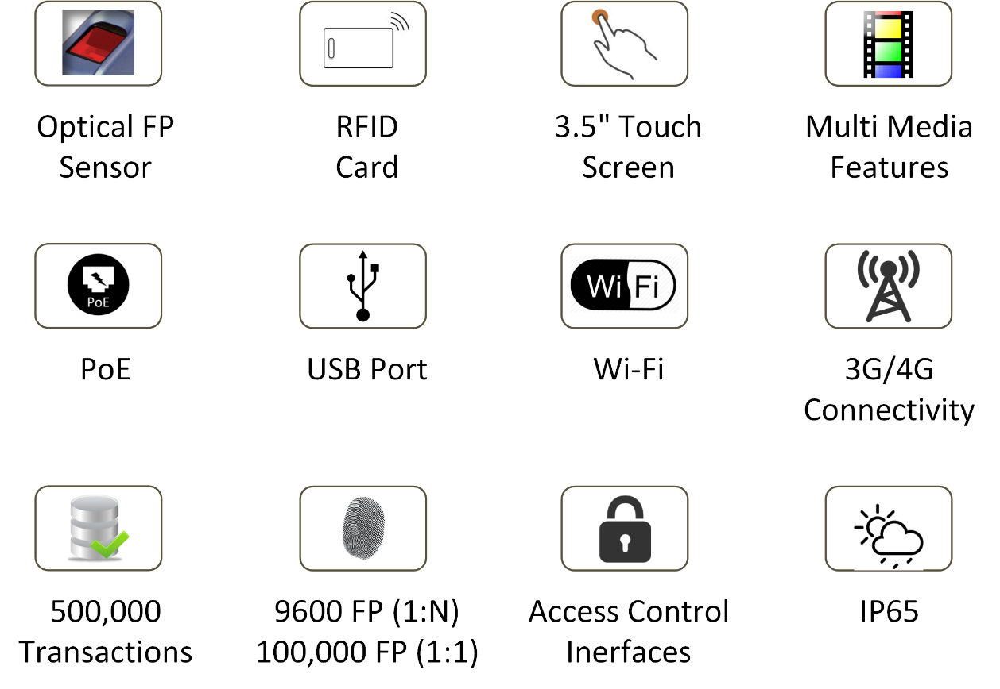 Optical FP
Sensor
RFID
Card
3.5" Touch
Screen
Multi Media
Features
PoE
PoE
USB Port
Wi Fi
Wi-Fi
3G/4G
Connectivity
500,000
Transactions
9600 FP (1:N)
100,000 FP (1:1)
Access Control
Inerfaces
IP65